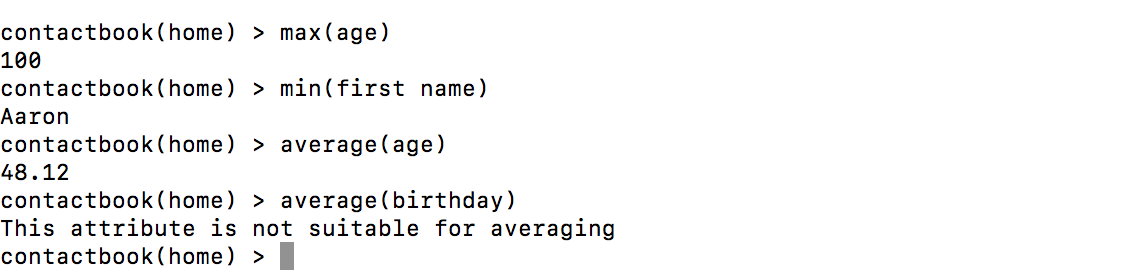 contactbook(home) > max(age)
100
contactbook(home) > min(first name)
Aaron
contactbook(home) > average(age)
48.12
contactbook(home) > average(birthday)
This attribute is not suitable for averaging
contactbook(home) >